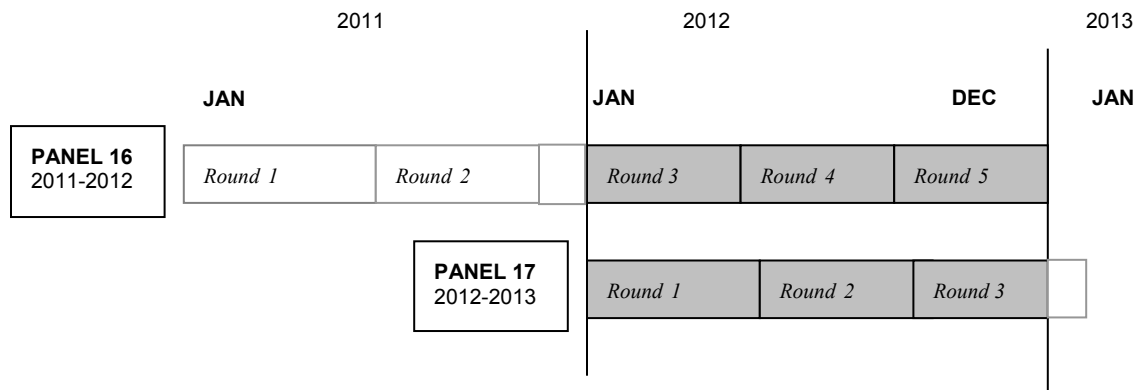 2011 2012 2013
JAN JAN DEC JAN
PANEL 16
2011-2012
Round 1 Round 2 Round 3 Round 4 Round 5
PANEL 17
2012-2013
Round 1 Round 2 Round 3